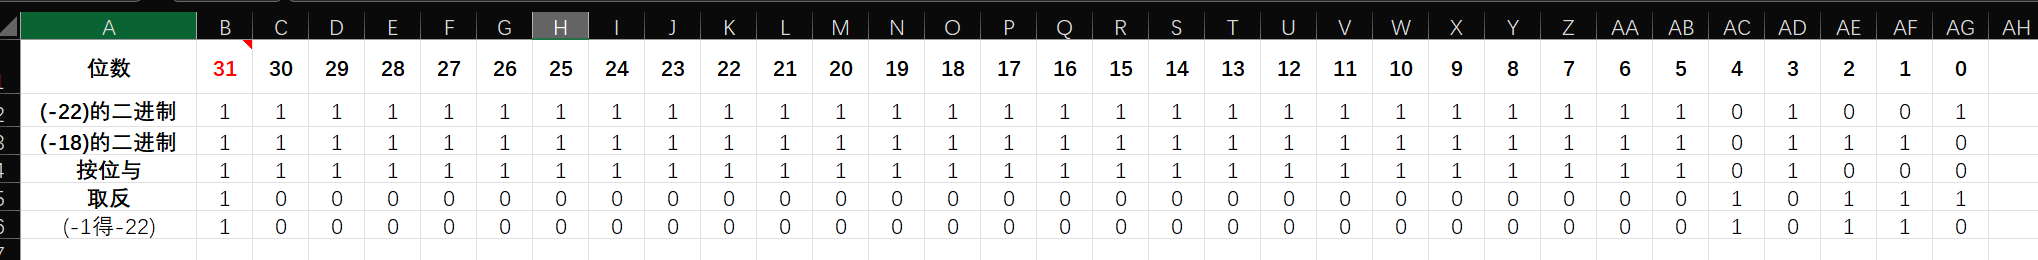 A B C D E F G H I J K L M N O P Q R S T U V W X Y Z AA AB AC AD AE AF AG AH
位数 31 30 29 28 27 26 25 24 23 22 21 20 19 18 17 16 15 14 13 12 11 10 9 8 7 6 5 4 3 2 1 0
(-22)的二进制 1 1 1 1 1 1 1 1 1 1 1 1 1 1 1 1 1 1 1 1 1 1 1 1 1 1 1 0 1 0 0 1
(-18)的二进制 1 1 1 1 1 1 1 1 1 1 1 1 1 1 1 1 1 1 1 1 1 1 1 1 1 1 1 0 1 1 1 0
按位与 1 1 1 1 1 1 1 1 1 1 1 1 1 1 1 1 1 1 1 1 1 1 1 1 1 1 1 0 1 0 0 0
取反 1 0 0 0 0 0 0 0 0 0 0 0 0 0 0 0 0 0 0 0 0 0 0 0 0 0 0 1 0 1 1 1
(-1得-22) 1 0 0 0 0 0 0 0 0 0 0 0 0 0 0 0 0 0 0 0 0 0 0 0 0 0 0 1 0 1 1 0